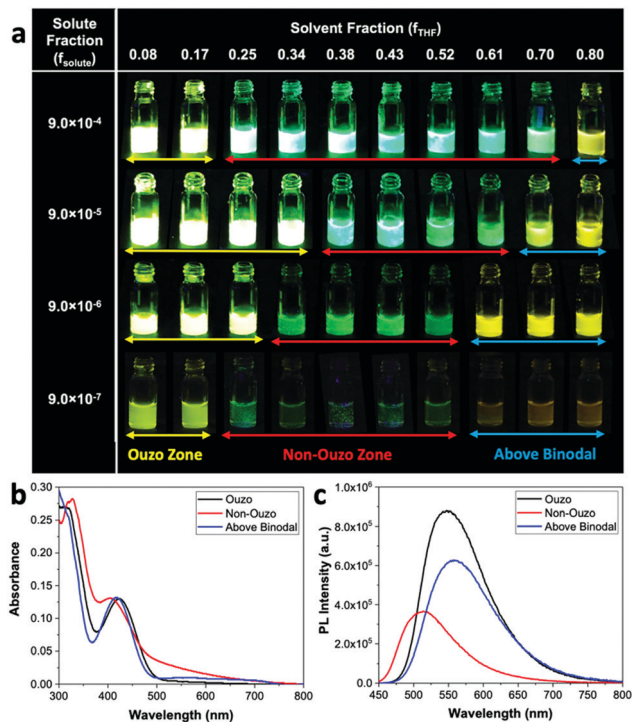 a
Solute Fraction (f_solute)
Solvent Fraction (f_THF)
0.08 0.17 0.25 0.34 0.38 0.43 0.52 0.61 0.70 0.80
9.0×10⁻⁴
9.0×10⁻⁵
9.0×10⁻⁶
9.0×10⁻⁷
Ouzo Zone Non-Ouzo Zone Above Binodal
b
0.30
0.25
0.20
0.15
0.10
0.05
0.00
Absorbance
Ouzo
Non-Ouzo
Above Binodal
300 400 500 600 700 800
Wavelength (nm)
c
1.0x10⁶
8.0x10⁵
6.0x10⁵
4.0x10⁵
2.0x10⁵
0.0
PL Intensity (a.u.)
Ouzo
Non-Ouzo
Above Binodal
450 500 550 600 650 700 750 800
Wavelength (nm)